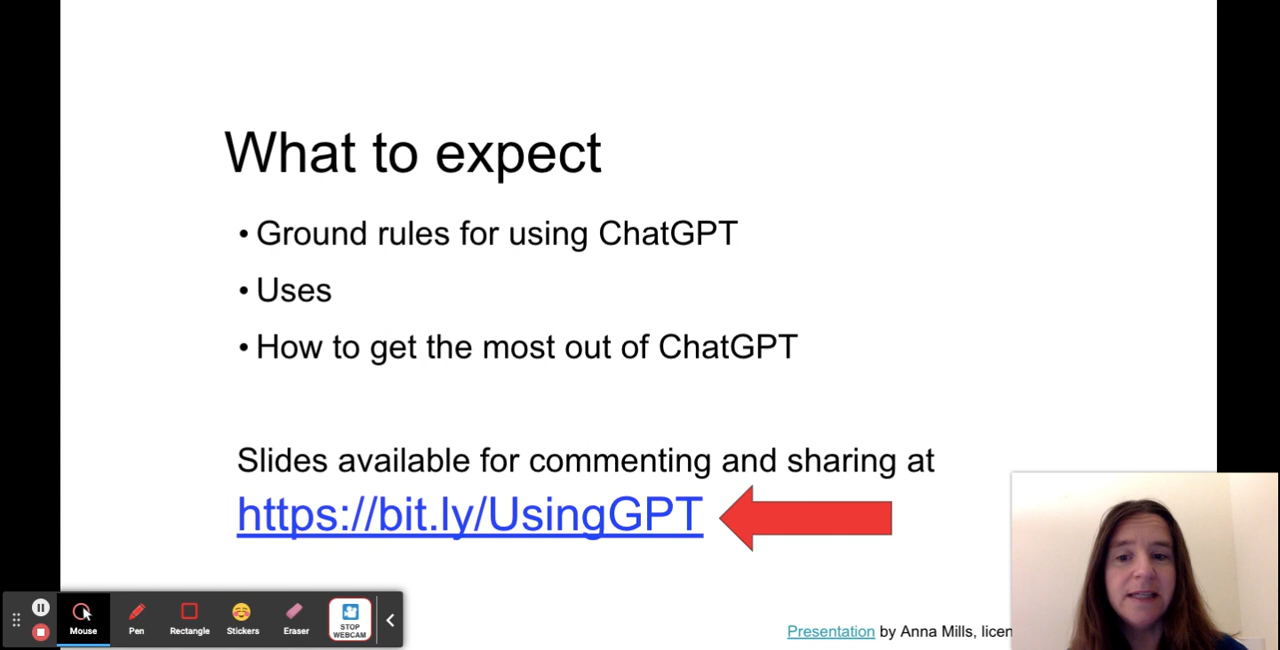 What to expect
• Ground rules for using ChatGPT
• Uses
• How to get the most out of ChatGPT
Slides available for commenting and sharing at
https://bit.ly/UsingGPT
Mouse
Pen
Rectangle
Stickers
Eraser
STOP
WEBCAM
Presentation by Anna Mills, licen